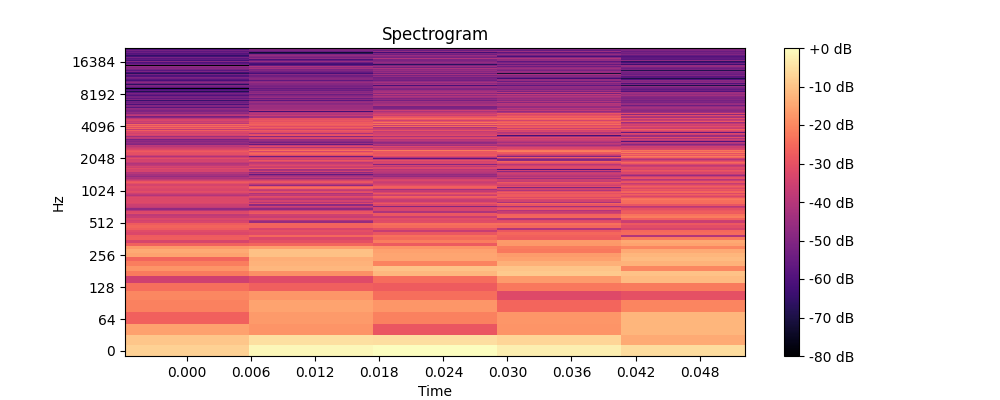 Spectrogram
Hz
16384
8192
4096
2048
1024
512
256
128
64
0
0.000 0.006 0.012 0.018 0.024 0.030 0.036 0.042 0.048
Time
+0 dB
-10 dB
-20 dB
-30 dB
-40 dB
-50 dB
-60 dB
-70 dB
-80 dB